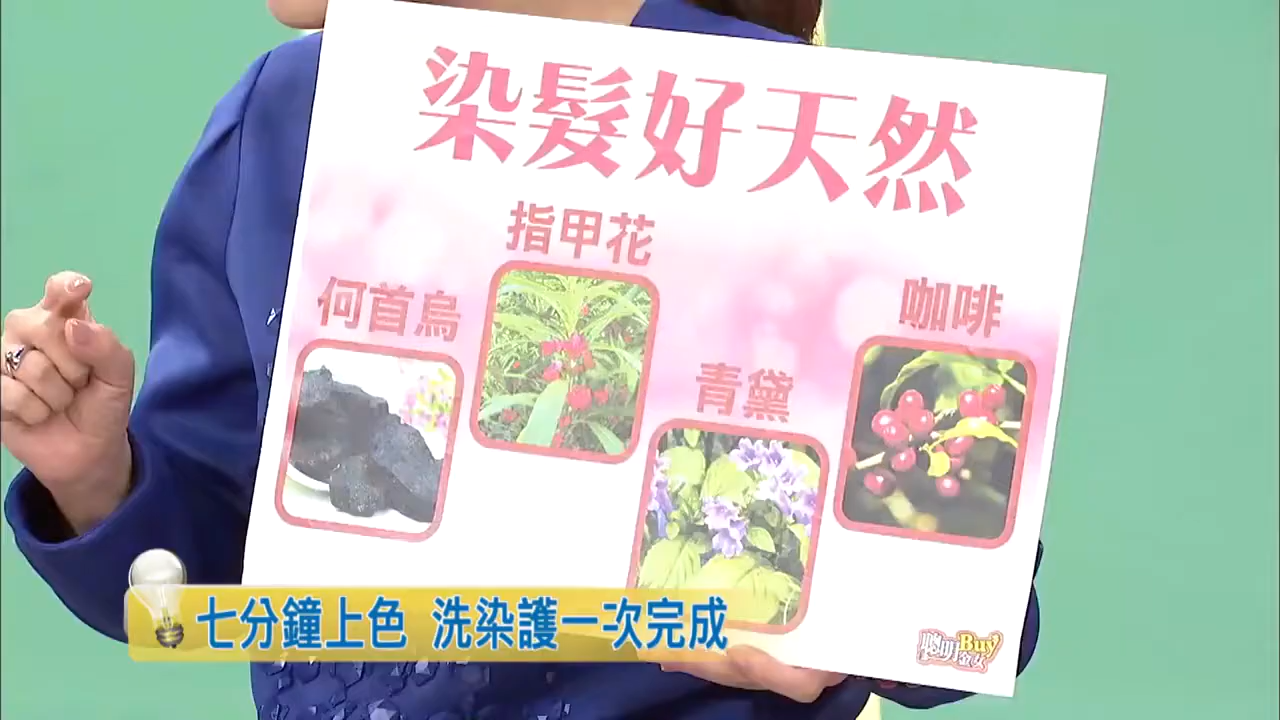 染髮好天然
指甲花
何首烏
咖啡
青黛
七分鐘上色 洗染護一次完成
聰明Buy
金女